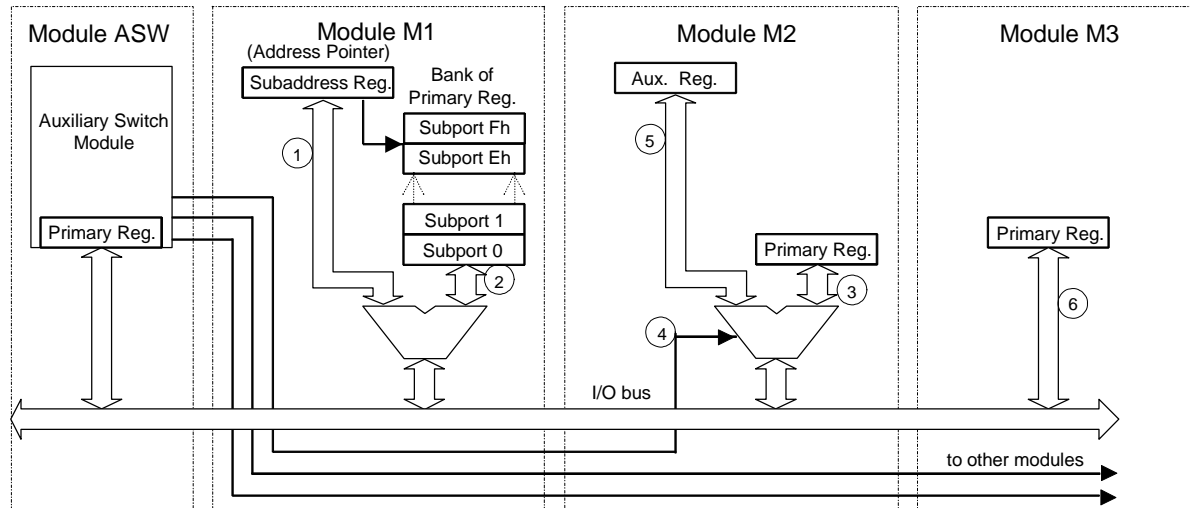 Module ASW
Auxiliary Switch
Module
Primary Reg.
Module M1
(Address Pointer)
Subaddress Reg.
Bank of
Primary Reg.
Subport Fh
Subport Eh
Subport 1
Subport 0
1
2
Module M2
Aux. Reg.
5
Primary Reg.
3
4
I/O bus
Module M3
Primary Reg.
6
to other modules